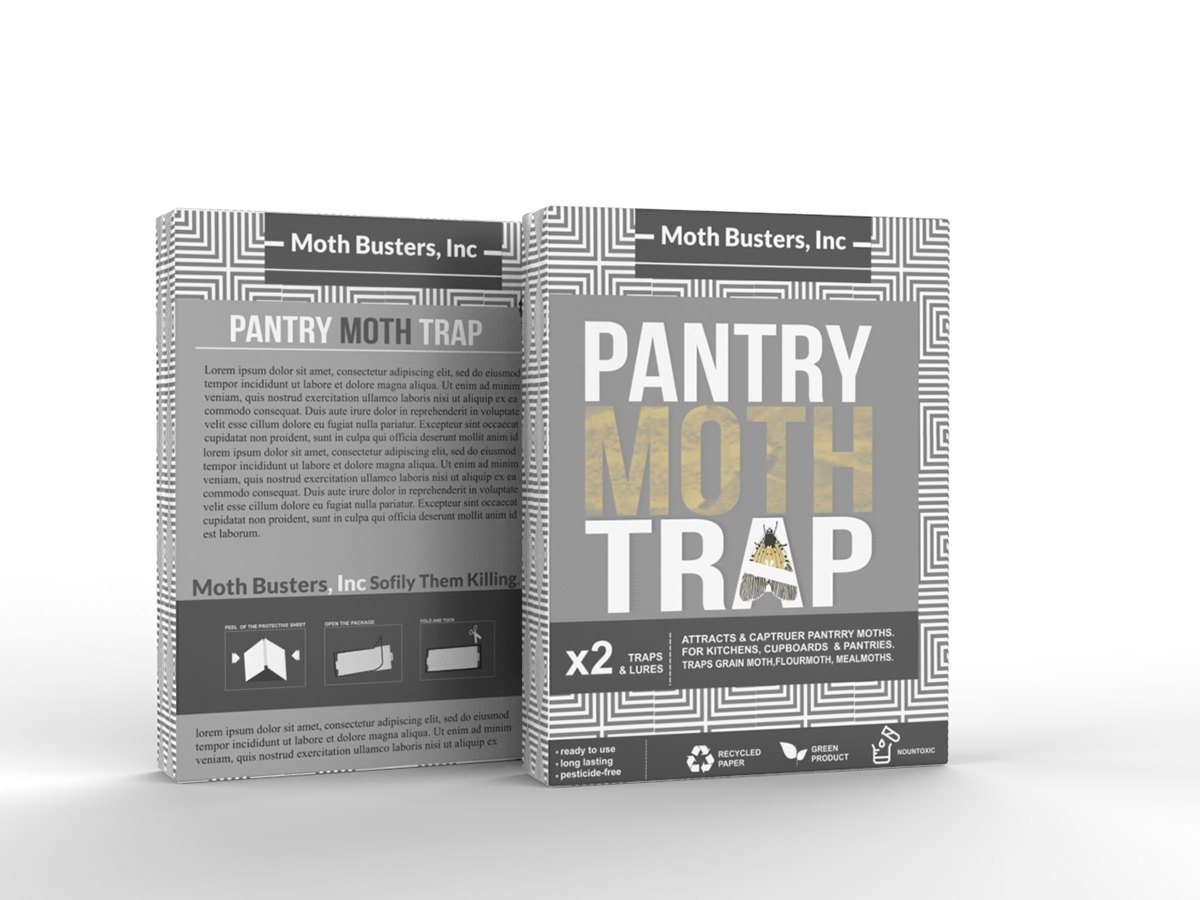 Moth Busters, Inc
PANTRY MOTH TRAP
Lorem ipsum dolor sit amet, consectetur adipiscing elit, sed do eiusmod
tempor incididunt ut labore et dolore magna aliqua. Ut enim ad minim
veniam, quis nostrud exercitation ullamco laboris nisi ut aliquip ex ea
commodo consequat. Duis aute irure dolor in reprehenderit in voluptate
velit esse cillum dolore eu fugiat nulla pariatur. Excepteur sint occaecat
cupidatat non proident, sunt in culpa qui officia deserunt mollit anim id
lorem ipsum dolor sit amet, consectetur adipiscing elit, sed do eiusmod
tempor incididunt ut labore et dolore magna aliqua. Ut enim ad minim
veniam, quis nostrud exercitation ullamco laboris nisi ut aliquip ex ea
commodo consequat. Duis aute irure dolor in reprehenderit in voluptate
velit esse cillum dolore eu fugiat nulla pariatur. Excepteur sint occaecat
cupidatat non proident, sunt in culpa qui officia deserunt mollit anim id
est laborum.
Moth Busters, Inc Sofily Them Killing.
PEEL OF THE PROTECTIVE SHEET
OPEN THE PACKAGE
FOLD AND TUCK
lorem ipsum dolor sit amet, consectetur adipiscing elit, sed do eiusmod
tempor incididunt ut labore et dolore magna aliqua. Ut enim ad minim
veniam, quis nostrud exercitation ullamco laboris nisi ut aliquip ex
Moth Busters, Inc
PANTRY
MOTH
TRAP
x2 TRAPS
& LURES
ATTRACTS & CAPTRUER PANTRRY MOTHS.
FOR KITCHENS, CUPBOARDS & PANTRIES.
TRAPS GRAIN MOTH,FLOURMOTH, MEALMOTHS.
• ready to use
• long lasting
• pesticide-free
RECYCLED
PAPER
GREEN
PRODUCT
NOUNTOXIC